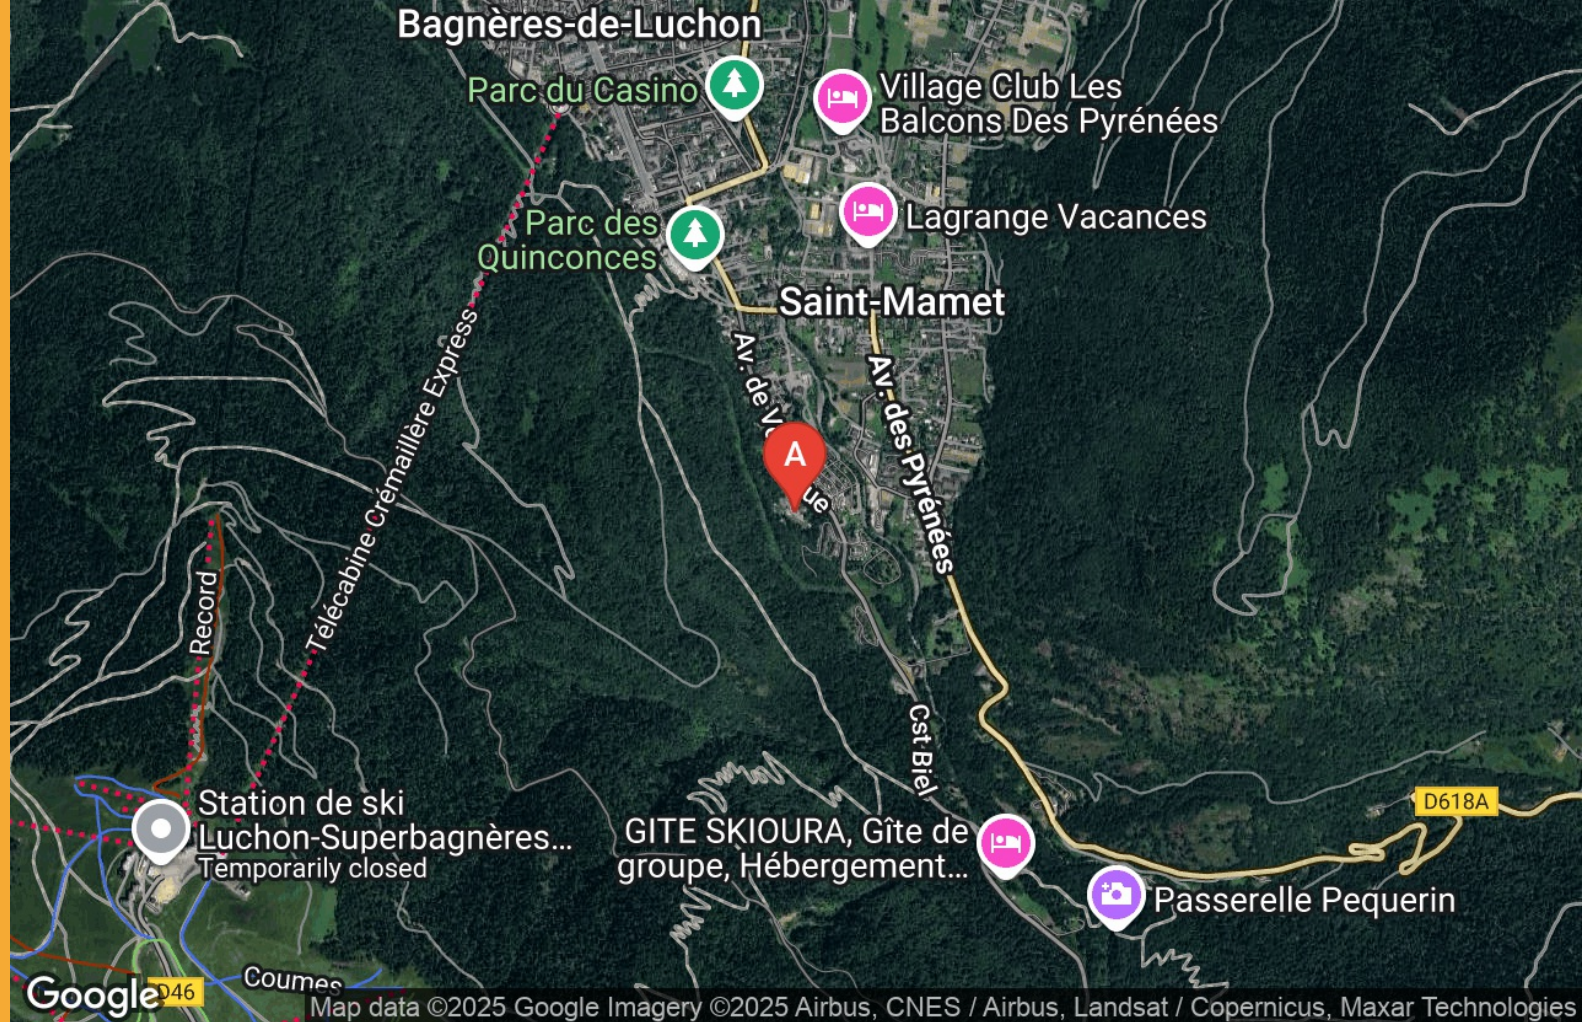 Bagnères-de-Luchon
Parc du Casino
Village Club Les
Balcons Des Pyrénées
Parc des
Quinconces
Lagrange Vacances
Saint-Mamet
Av. de Ve
ue
A
Av. des Pyrénées
Télécabine Crémaillère Express
Record
Cst Biel
Station de ski
Luchon-Superbagnères...
Temporarily closed
GITE SKIOURA, Gîte de
groupe, Hébergement...
D618A
Passerelle Pequerin
Coumes
D46
Google
Map data ©2025 Google Imagery ©2025 Airbus, CNES / Airbus, Landsat / Copernicus, Maxar Technologies